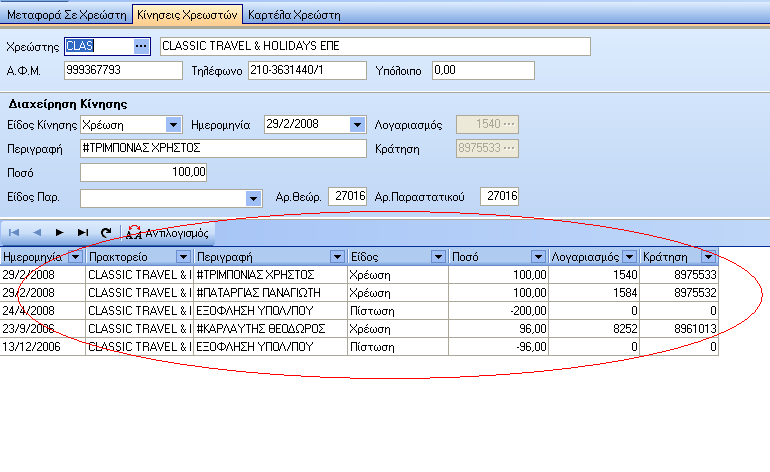 Μεταφορά Σε Χρεώστη Κίνησεις Χρεωστών Καρτέλα Χρεώστη
Χρεώστης CLAS ... CLASSIC TRAVEL & HOLIDAYS ΕΠΕ
Α.Φ.Μ. 999367793 Τηλέφωνο 210-3631440/1 Υπόλοιπο 0,00
Διαχείρηση Κίνησης
Είδος Κίνησης Χρέωση Ημερομηνία 29/2/2008 Λογαριασμός 1540 ...
Περιγραφή #ΤΡΙΜΠΟΝΙΑΣ ΧΡΗΣΤΟΣ Κράτηση 8975533 ...
Ποσό 100,00
Είδος Παρ. Αρ.Θεώρ. 27016 Αρ.Παραστατικού 27016
Αντιλογισμός
Ημερομηνία Πρακτορείο Περιγραφή Είδος Ποσό Λογαριασμός Κράτηση
29/2/2008 CLASSIC TRAVEL & I #ΤΡΙΜΠΟΝΙΑΣ ΧΡΗΣΤΟΣ Χρέωση 100,00 1540 8975533
29/2/2008 CLASSIC TRAVEL & I #ΠΑΤΑΡΓΙΑΣ ΠΑΝΑΓΙΩΤΗ Χρέωση 100,00 1584 8975532
24/4/2008 CLASSIC TRAVEL & I ΕΞΟΦΛΗΣΗ ΥΠΟΛ/ΠΟΥ Πίστωση -200,00 0 0
23/9/2006 CLASSIC TRAVEL & I #ΚΑΡΛΑΥΤΗΣ ΘΕΟΔΩΡΟΣ Χρέωση 96,00 8252 8961013
13/12/2006 CLASSIC TRAVEL & I ΕΞΟΦΛΗΣΗ ΥΠΟΛ/ΠΟΥ Πίστωση -96,00 0 0